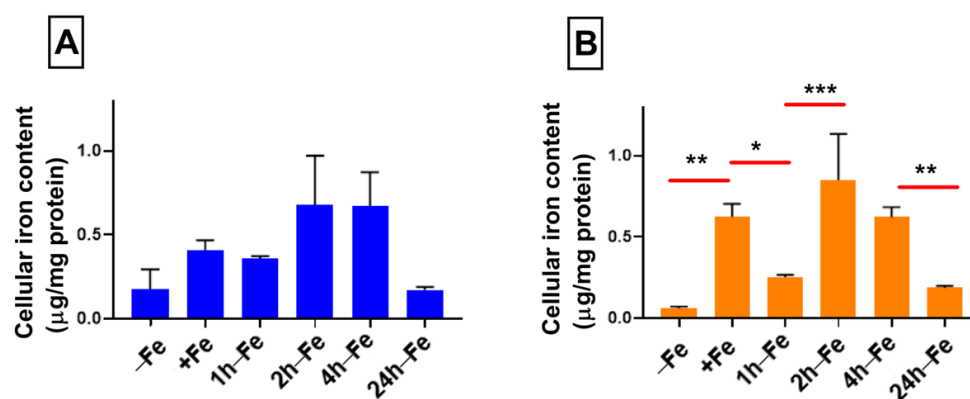 A
Cellular iron content
(μg/mg protein)
1.0
0.5
0.0
–Fe
+Fe
1h–Fe
2h–Fe
4h–Fe
24h–Fe
B
Cellular iron content
(μg/mg protein)
1.0
0.5
0.0
**
*
***
**
–Fe
+Fe
1h–Fe
2h–Fe
4h–Fe
24h–Fe